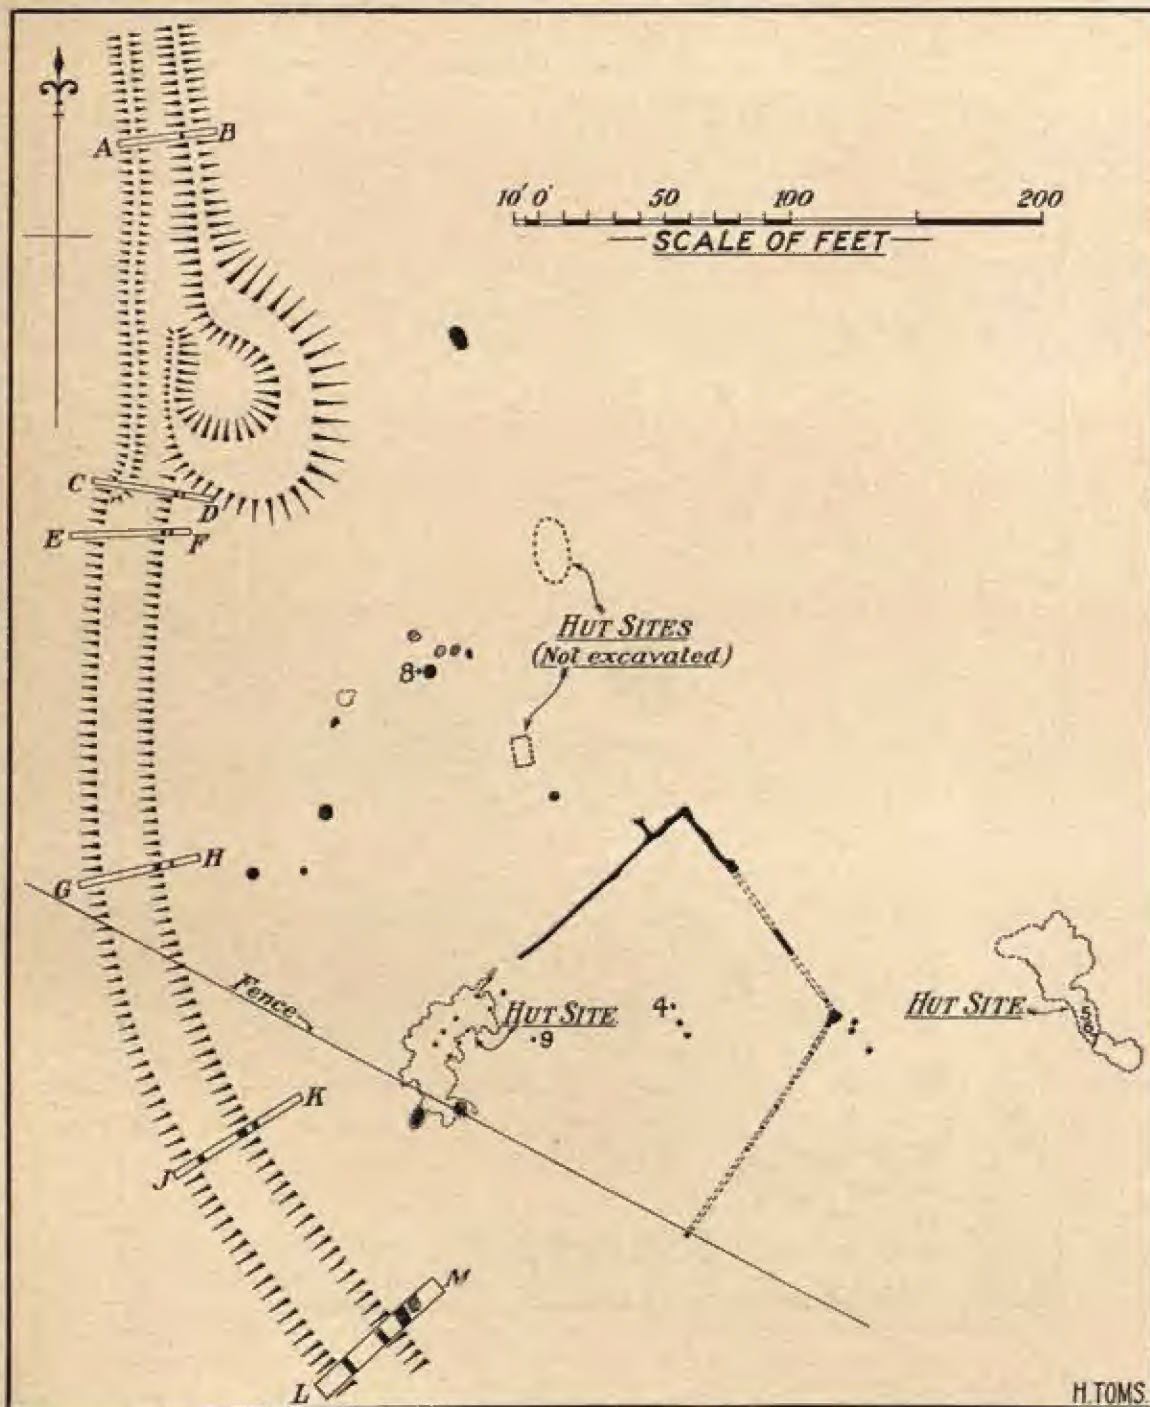 A B
10' 0' 50 100 200
SCALE OF FEET
C D
E F
HUT SITES
(Not excavated)
8
G H
Fence
HUT SITE
4
9
HUT SITE
5
6
J K
L M
H. TOMS.